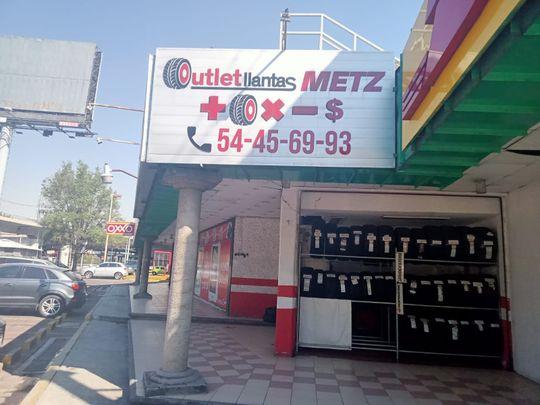 Outlet llantas METZ
+ x - $
54-45-69-93
OXXO